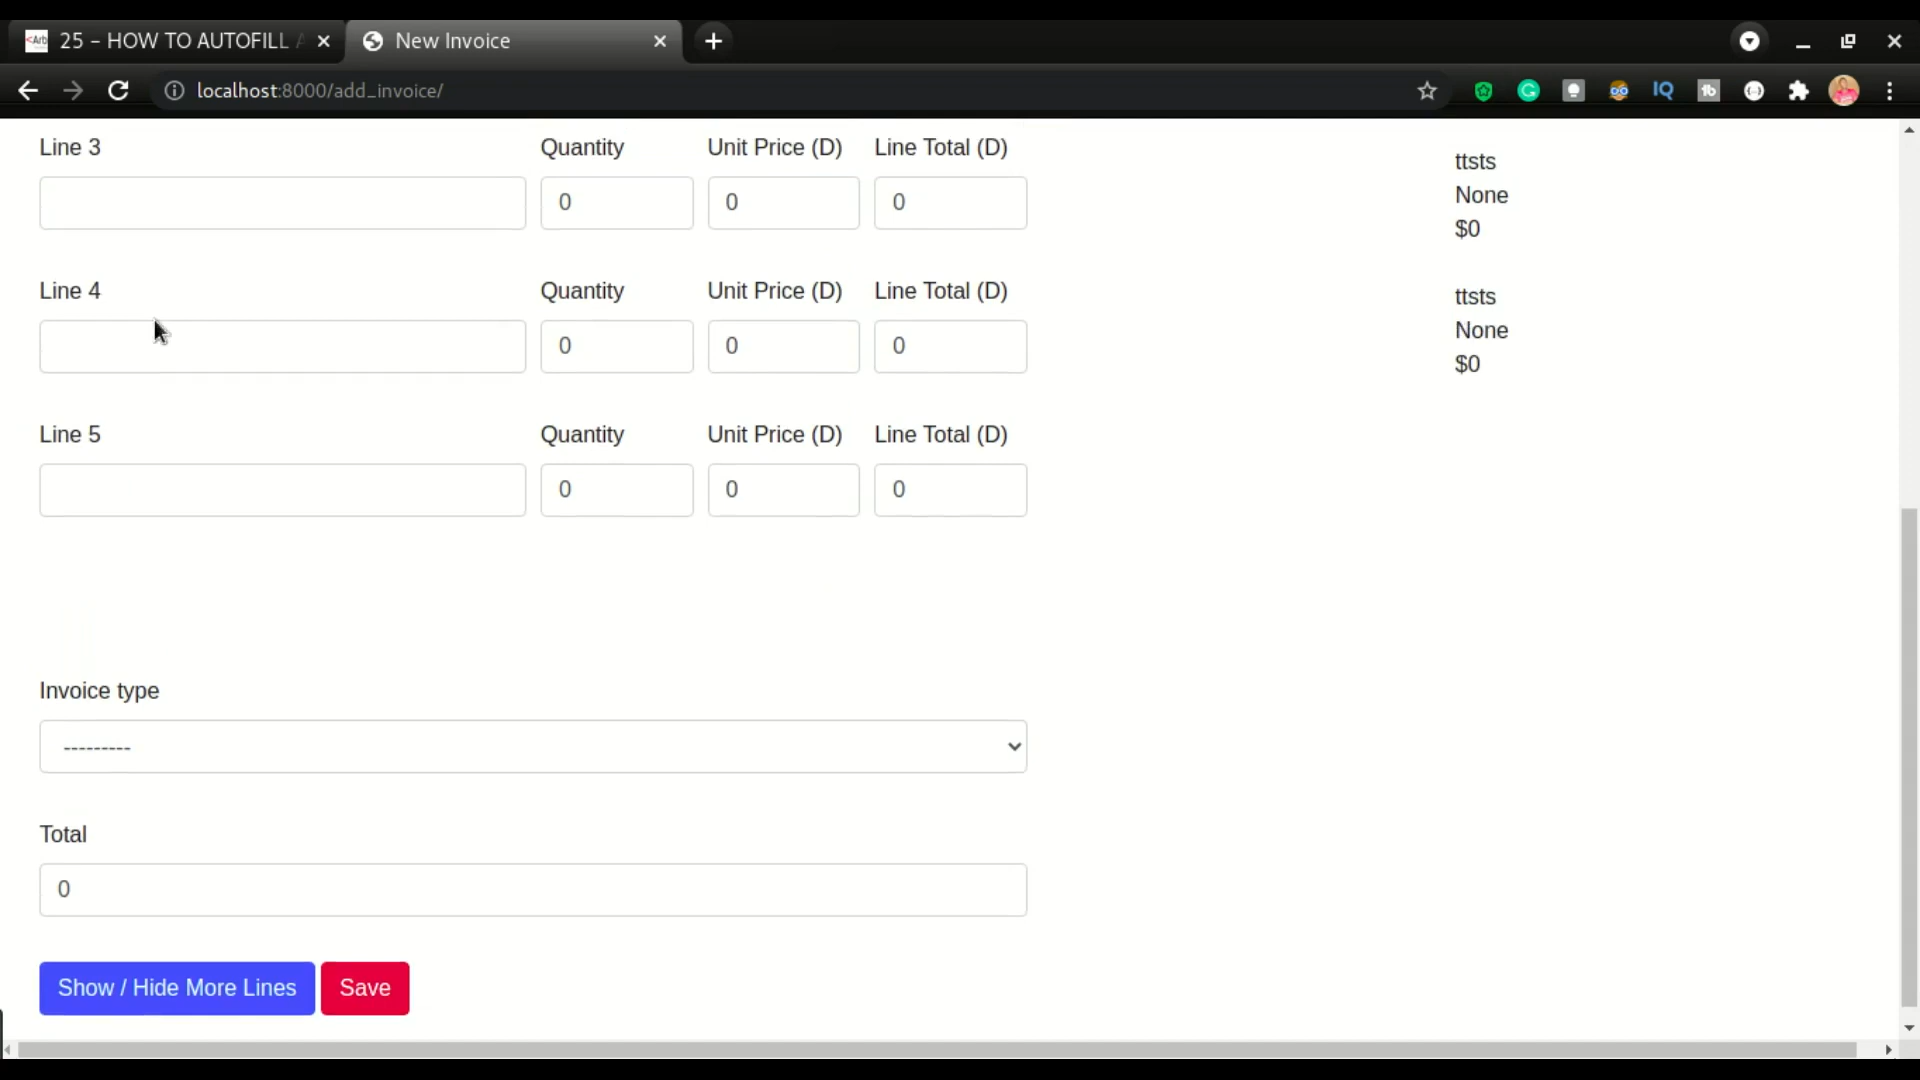 25 – HOW TO AUTOFILL
New Invoice
localhost:8000/add_invoice/
Line 3 Quantity Unit Price (D) Line Total (D)
0 0 0
ttsts
None
$0
Line 4 Quantity Unit Price (D) Line Total (D)
0 0 0
ttsts
None
$0
Line 5 Quantity Unit Price (D) Line Total (D)
0 0 0
Invoice type
---------
Total
0
Show / Hide More Lines Save